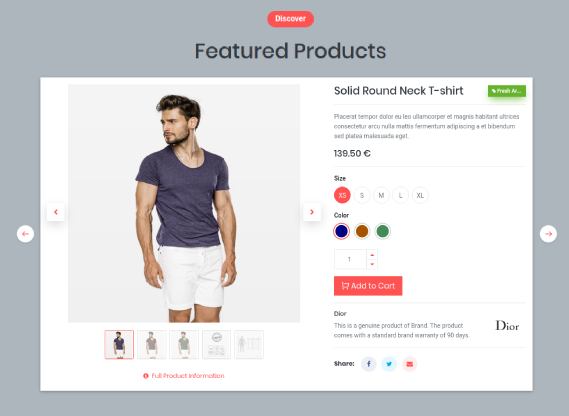 Discover
Featured Products
Solid Round Neck T-shirt
Fresh Ar...
Placerat tempor dolor eu leo ullamcorper et magnis habitant ultrices
consectetur arcu nulla mattis fermentum adipiscing a et bibendum
sed platea malesuada eget.
139.50 €
Size
XS S M L XL
Color
1
Add to Cart
Dior
This is a genuine product of Brand. The product
comes with a standard brand warranty of 90 days.
Dior
Share:
Full Product Information